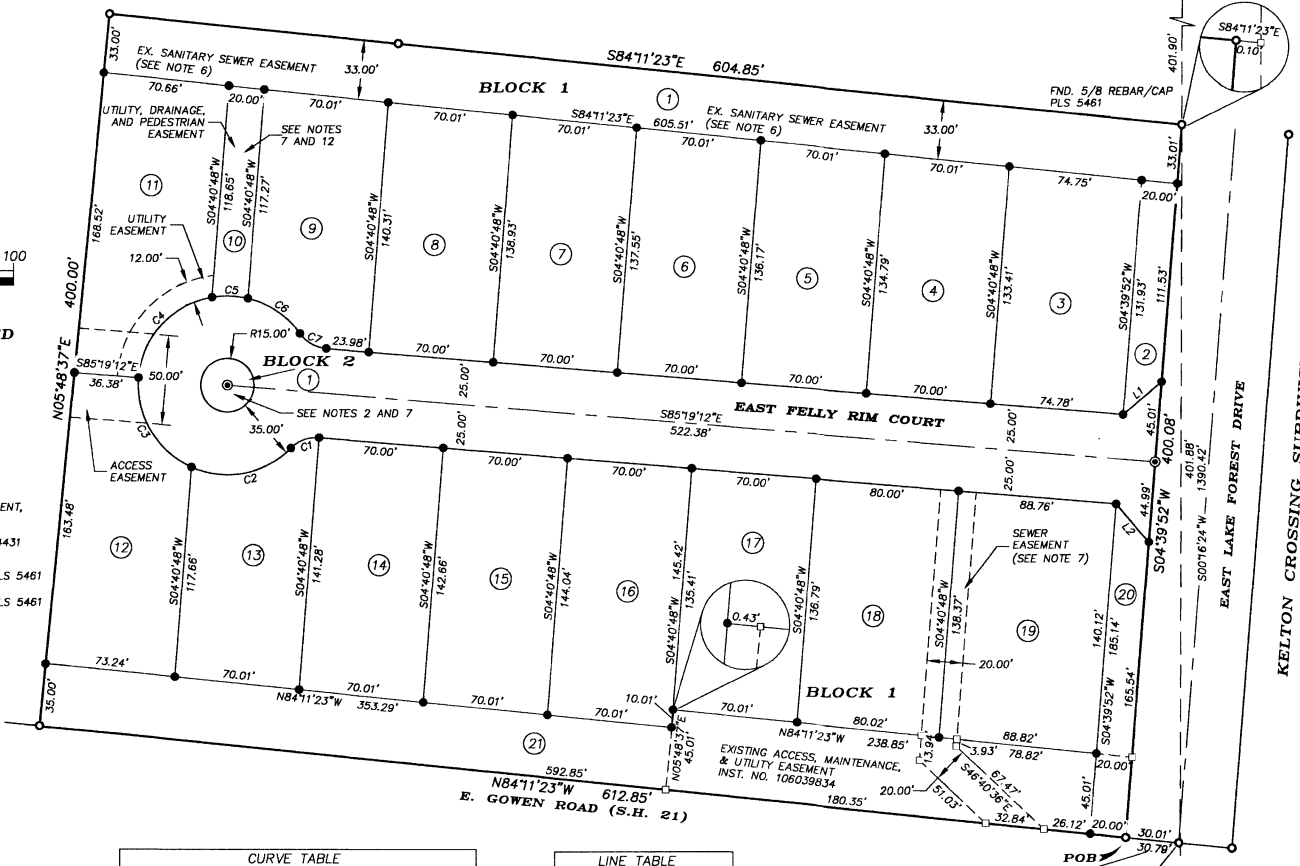 33.00'
EX. SANITARY SEWER EASEMENT
(SEE NOTE 6)
70.66'
20.00'
33.00'
70.01'
S84°11'23"E 604.85'
BLOCK 1
1
70.01'
S84°11'23"E
605.51'
70.01'
EX. SANITARY SEWER EASEMENT
(SEE NOTE 6)
70.01'
70.01'
33.00'
70.01'
74.75'
20.00'
FND. 5/8 REBAR/CAP
PLS 5461
401.90'
S84°11'23"E
0.10'
33.01'
UTILITY, DRAINAGE,
AND PEDESTRIAN
EASEMENT
SEE NOTES
7 AND 12
11
168.52'
UTILITY
EASEMENT
12.00'
S04°40'48"W
118.65'
S04°40'48"W
117.27'
10
9
S04°40'48"W
140.31'
8
S04°40'48"W
138.93'
7
S04°40'48"W
137.55'
6
S04°40'48"W
136.17'
5
S04°40'48"W
134.79'
4
S04°40'48"W
133.41'
3
S04°39'52"W
131.93'
111.53'
2
100
D
400.00'
N05°48'37"E
C4
C5
C6
C7
23.98'
R15.00'
BLOCK 2
1
S85°19'12"E
36.38'
50.00'
SEE NOTES 2 AND 7
35.00'
C3
C2
C1
ACCESS
EASEMENT
70.00'
70.00'
70.00'
70.00'
70.00'
74.78'
L1
45.01'
25.00'
25.00'
25.00'
25.00'
S85°19'12"E
522.38'
EAST FELLY RIM COURT
400.08'
S04°39'52"W
401.88'
1390.42'
S00°16'24"W
EAST LAKE FOREST DRIVE
KELTON CROSSING
44.99'
L2
70.00'
70.00'
70.00'
70.00'
80.00'
88.76'
ENT,
4431
LS 5461
LS 5461
163.48'
12
S04°40'48"W
117.66'
13
S04°40'48"W
141.28'
14
S04°40'48"W
142.66'
15
S04°40'48"W
144.04'
16
S04°40'48"W
145.42'
135.41'
17
0.43'
S04°40'48"W
136.79'
18
S04°40'48"W
138.37'
SEWER
EASEMENT
(SEE NOTE 7)
19
20.00'
140.12'
185.14'
S04°39'52"W
20
165.54'
73.24'
70.01'
70.01'
70.01'
70.01'
N84°11'23"W 353.29'
10.01'
70.01'
BLOCK 1
80.02'
N84°11'23"W
238.85'
88.82'
78.82'
3.93'
20.00'
35.00'
21
N05°48'37"E
45.01'
EXISTING ACCESS, MAINTENANCE,
& UTILITY EASEMENT
INST. NO. 106039834
13.94'
20.00'
51.03'
S46°40'36"E
67.47'
45.01'
592.85'
N84°11'23"W 612.85'
E. GOWEN ROAD (S.H. 21)
180.35'
32.84'
26.12'
20.00'
30.01'
30.79'
POB
CURVE TABLE
LINE TABLE